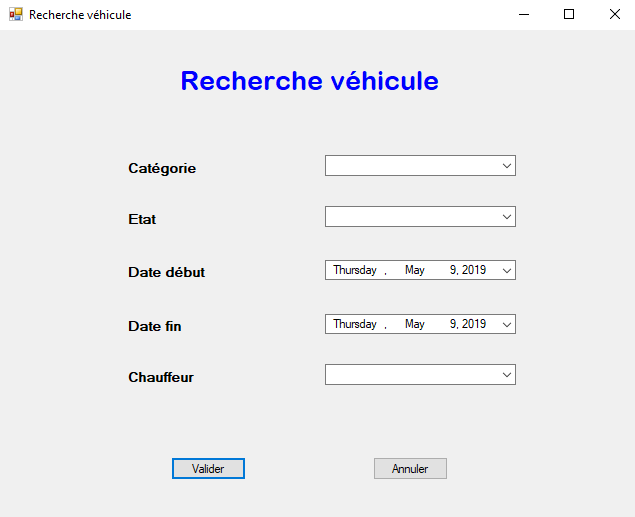 Recherche véhicule
Recherche véhicule
Catégorie
Etat
Date début Thursday , May 9, 2019
Date fin Thursday , May 9, 2019
Chauffeur
Valider Annuler